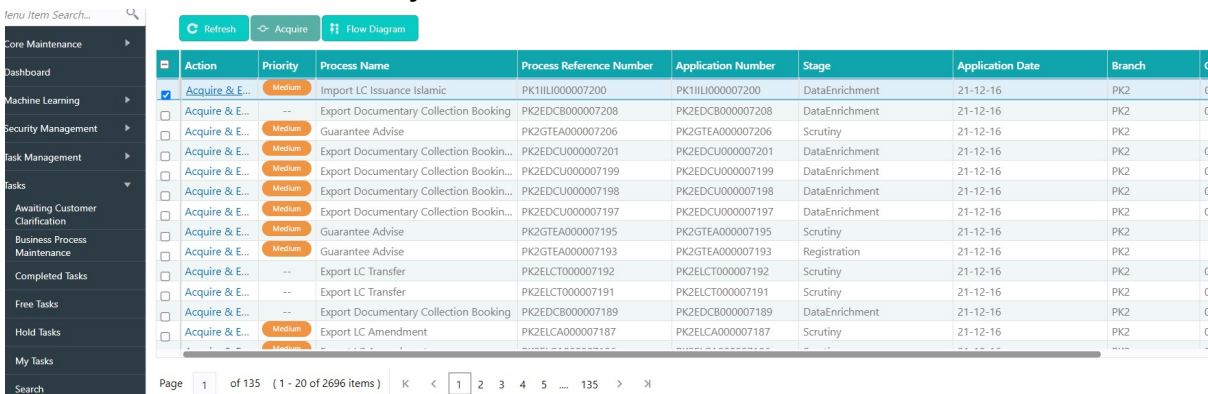 Menu Item Search...
Refresh Acquire Flow Diagram
Core Maintenance
Dashboard
Machine Learning
Security Management
Task Management
Tasks
Awaiting Customer
Clarification
Business Process
Maintenance
Completed Tasks
Free Tasks
Hold Tasks
My Tasks
Search
Action Priority Process Name Process Reference Number Application Number Stage Application Date Branch
Acquire & E... Medium Import LC Issuance Islamic PK1IILI000007200 PK1IILI000007200 DataEnrichment 21-12-16 PK2
Acquire & E... -- Export Documentary Collection Booking PK2EDCB000007208 PK2EDCB000007208 DataEnrichment 21-12-16 PK2
Acquire & E... Medium Guarantee Advise PK2GTEA000007206 PK2GTEA000007206 Scrutiny 21-12-16 PK2
Acquire & E... Medium Export Documentary Collection Bookin... PK2EDCU000007201 PK2EDCU000007201 DataEnrichment 21-12-16 PK2
Acquire & E... Medium Export Documentary Collection Bookin... PK2EDCU000007199 PK2EDCU000007199 DataEnrichment 21-12-16 PK2
Acquire & E... Medium Export Documentary Collection Bookin... PK2EDCU000007198 PK2EDCU000007198 DataEnrichment 21-12-16 PK2
Acquire & E... Medium Export Documentary Collection Bookin... PK2EDCU000007197 PK2EDCU000007197 DataEnrichment 21-12-16 PK2
Acquire & E... Medium Guarantee Advise PK2GTEA000007195 PK2GTEA000007195 Scrutiny 21-12-16 PK2
Acquire & E... Medium Guarantee Advise PK2GTEA000007193 PK2GTEA000007193 Registration 21-12-16 PK2
Acquire & E... -- Export LC Transfer PK2ELCT000007192 PK2ELCT000007192 Scrutiny 21-12-16 PK2
Acquire & E... -- Export LC Transfer PK2ELCT000007191 PK2ELCT000007191 Scrutiny 21-12-16 PK2
Acquire & E... -- Export Documentary Collection Booking PK2EDCB000007189 PK2EDCB000007189 DataEnrichment 21-12-16 PK2
Acquire & E... Medium Export LC Amendment PK2ELCA000007187 PK2ELCA000007187 Scrutiny 21-12-16 PK2
Page 1 of 135 ( 1 - 20 of 2696 items ) K < 1 2 3 4 5 .... 135 >